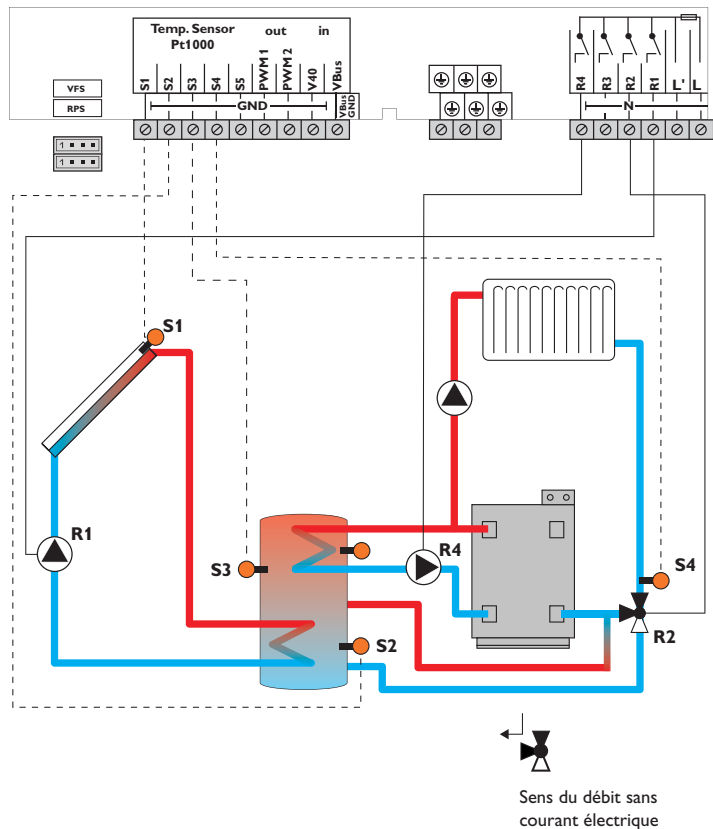 Temp. Sensor
Pt1000
out
in
S1
S2
S3
S4
S5
PWM 1
PWM 2
V40
VBus
GND
VBus
GND
VFS
RPS
1
1
R4
R3
R2
R1
L'
L
N
S1
R1
S3
S2
R4
S4
R2
Sens du débit sans
courant électrique